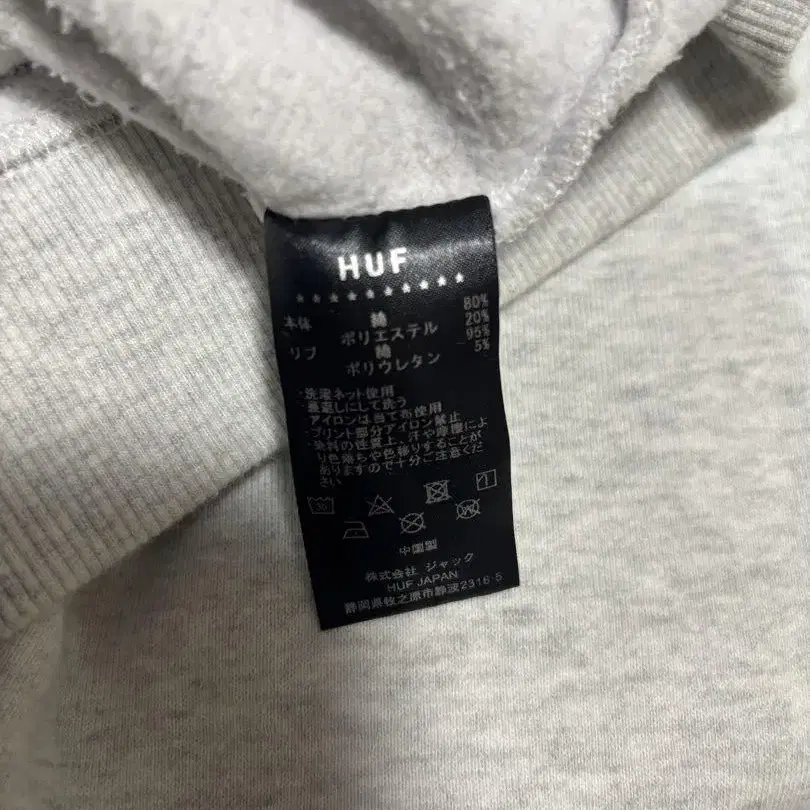 HUF
★★★★★★★★★★
本体 綿 80%
ポリエステル 20%
リブ 綿 95%
ポリウレタン 5%
・洗濯ネット使用
・裏返しにして洗う
・アイロンは当て布使用
・プリント部分アイロン禁止
・染料の性質上、汗や摩擦によ
り色落ちや色移りすることが
ありますので十分ご注意くだ
さい
30
W
中国製
株式会社 ジャック
HUF JAPAN
静岡県牧之原市静波2316-5